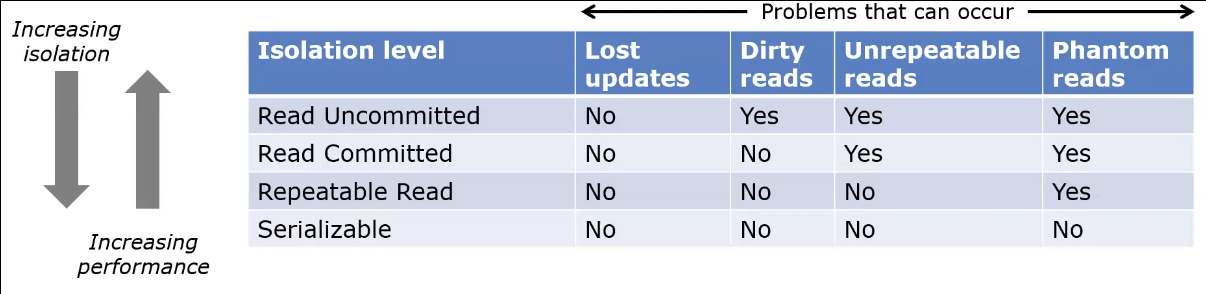 Problems that can occur
Increasing
isolation
Isolation level Lost updates Dirty reads Unrepeatable reads Phantom reads
Read Uncommitted No Yes Yes Yes
Read Committed No No Yes Yes
Repeatable Read No No No Yes
Serializable No No No No
Increasing
performance